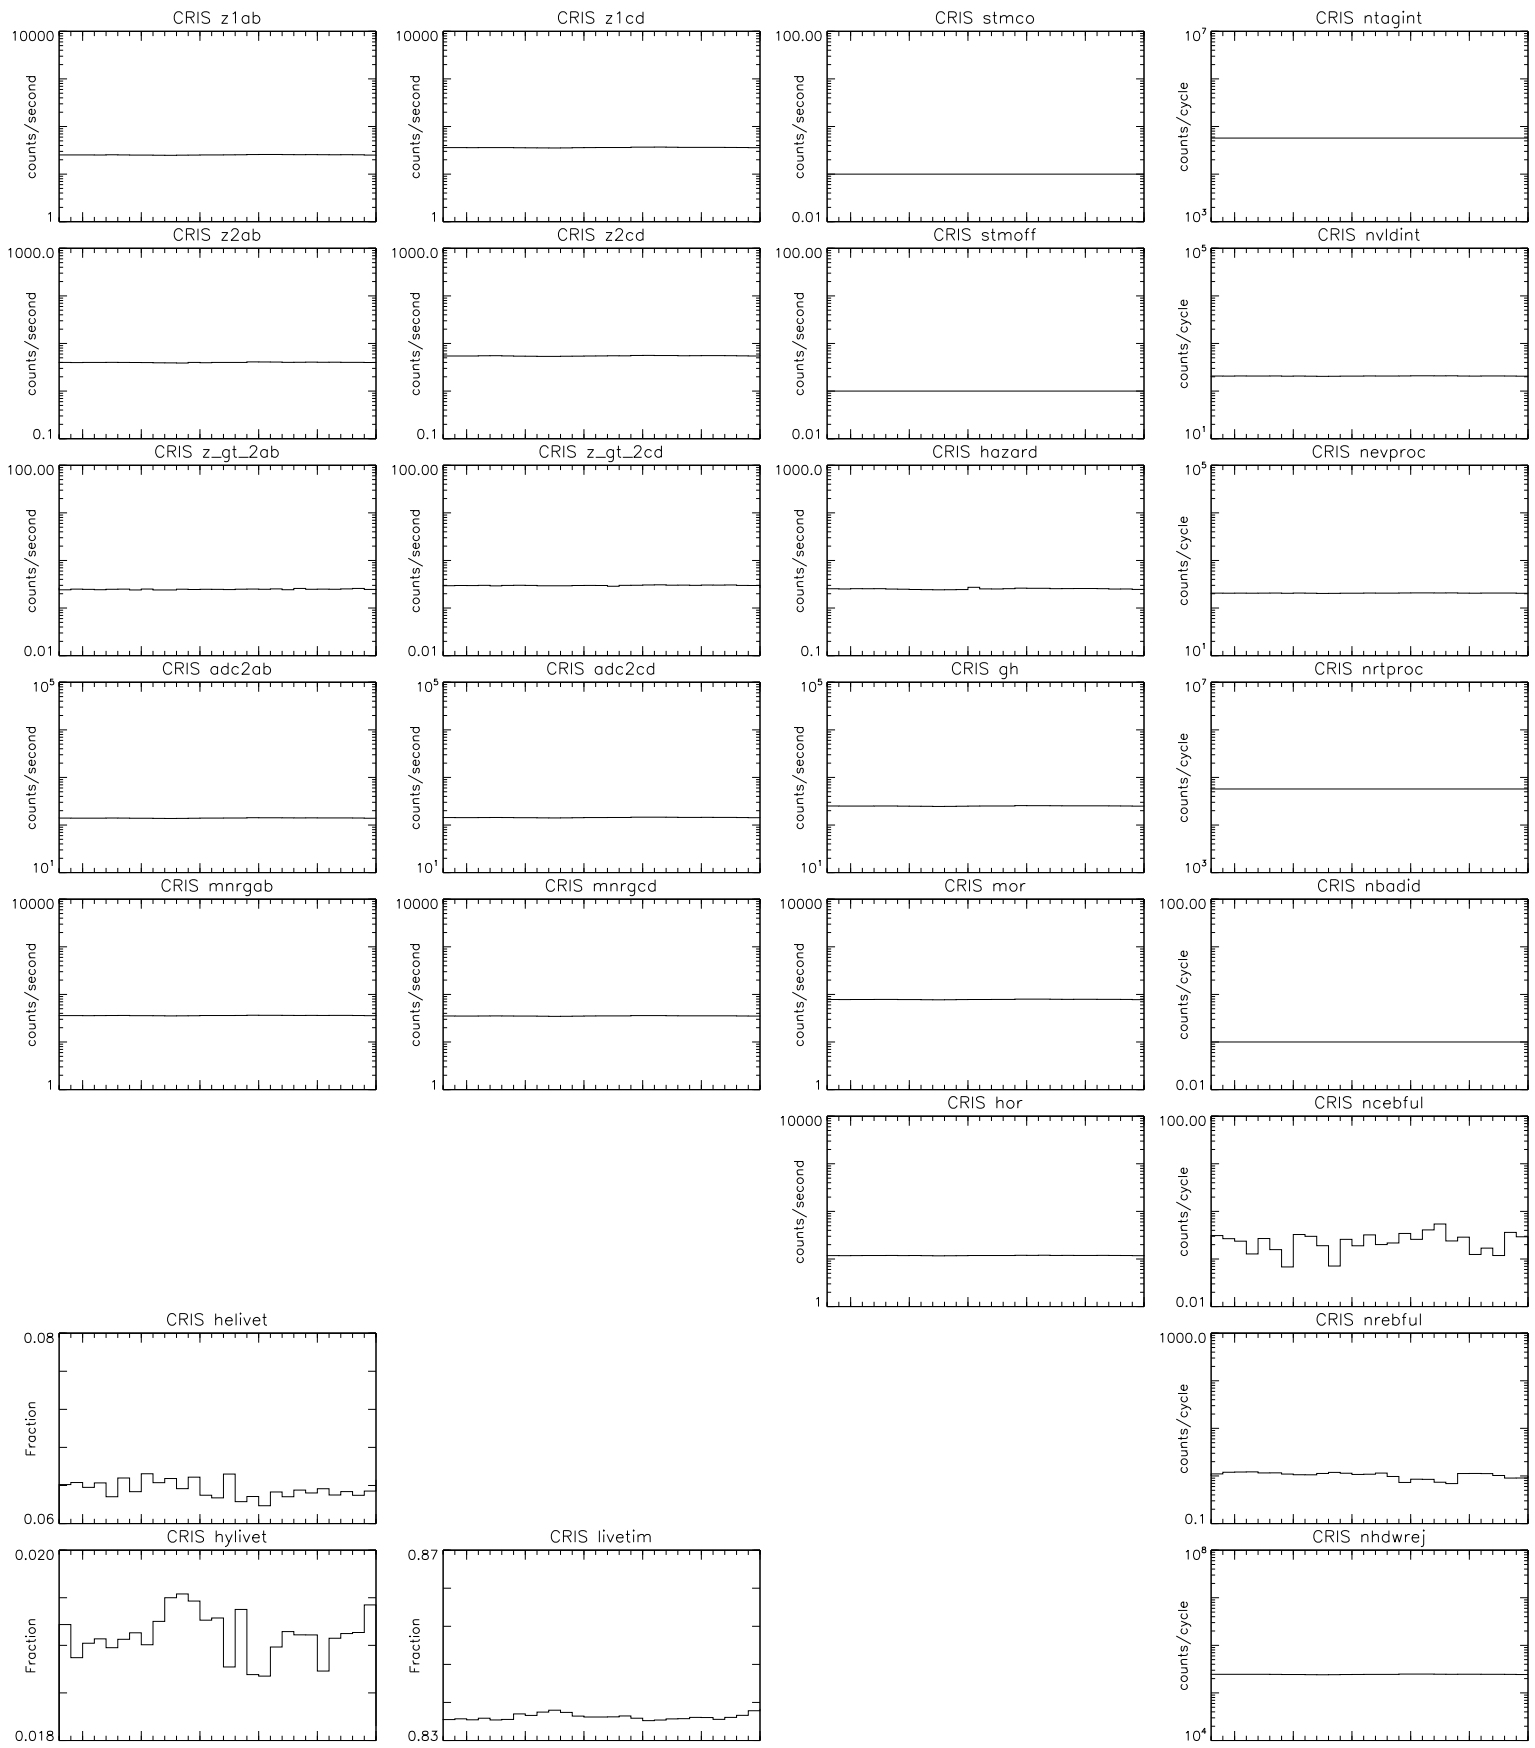 CRIS z1ab
10000
counts/second
1
CRIS z1cd
10000
counts/second
1
CRIS stmco
100.00
counts/second
0.01
CRIS ntagint
10⁷
counts/cycle
10³
CRIS z2ab
1000.0
counts/second
0.1
CRIS z2cd
1000.0
counts/second
0.1
CRIS stmoff
100.00
counts/second
0.01
CRIS nvldint
10⁵
counts/cycle
10¹
CRIS z_gt_2ab
100.00
counts/second
0.01
CRIS z_gt_2cd
100.00
counts/second
0.01
CRIS hazard
1000.0
counts/second
0.1
CRIS nevproc
10⁵
counts/cycle
10¹
CRIS adc2ab
10⁵
counts/second
10¹
CRIS adc2cd
10⁵
counts/second
10¹
CRIS gh
10⁵
counts/second
10¹
CRIS nrtproc
10⁷
counts/cycle
10³
CRIS mnrgab
10000
counts/second
1
CRIS mnrgcd
10000
counts/second
1
CRIS mor
10000
counts/second
1
CRIS nbadid
100.00
counts/cycle
0.01
CRIS hor
10000
counts/second
1
CRIS ncebful
100.00
counts/cycle
0.01
CRIS helivet
0.08
Fraction
0.06
CRIS nrebful
1000.0
counts/cycle
0.1
CRIS hylivet
0.020
Fraction
0.018
CRIS livetim
0.87
Fraction
0.83
CRIS nhdwrej
10⁸
counts/cycle
10⁴